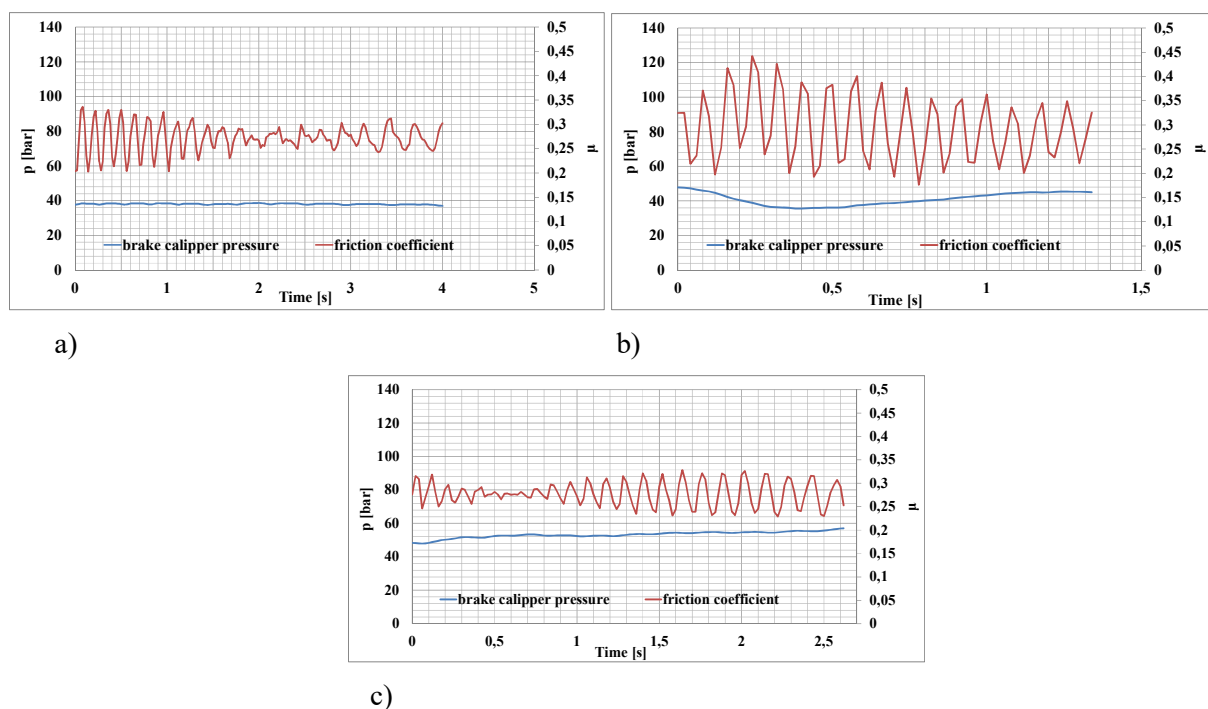 140
120
100
80
60
40
20
0
p [bar]
0,5
0,45
0,4
0,35
0,3
0,25
0,2
0,15
0,1
0,05
0
µ
brake calipper pressure
friction coefficient
0 1 2 3 4 5
Time [s]
a)
140
120
100
80
60
40
20
0
p [bar]
0,5
0,45
0,4
0,35
0,3
0,25
0,2
0,15
0,1
0,05
0
µ
brake calipper pressure
friction coefficient
0 0,5 1 1,5
Time [s]
b)
140
120
100
80
60
40
20
0
p [bar]
0,5
0,45
0,4
0,35
0,3
0,25
0,2
0,15
0,1
0,05
0
µ
brake calipper pressure
friction coefficient
0 0,5 1 1,5 2 2,5
Time [s]
c)